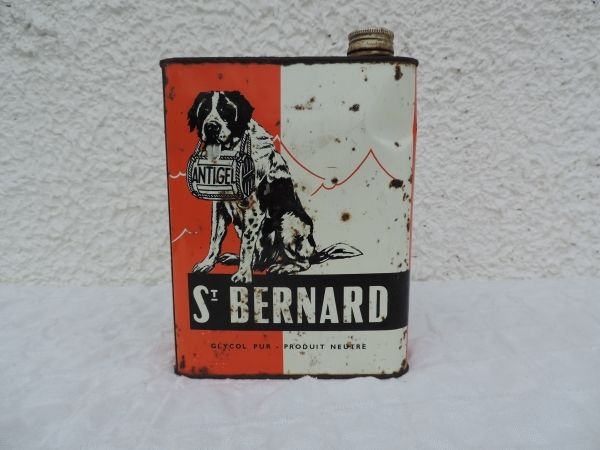 ANTIGEL
ST BERNARD
GLYCOL PUR - PRODUIT NEUTRE